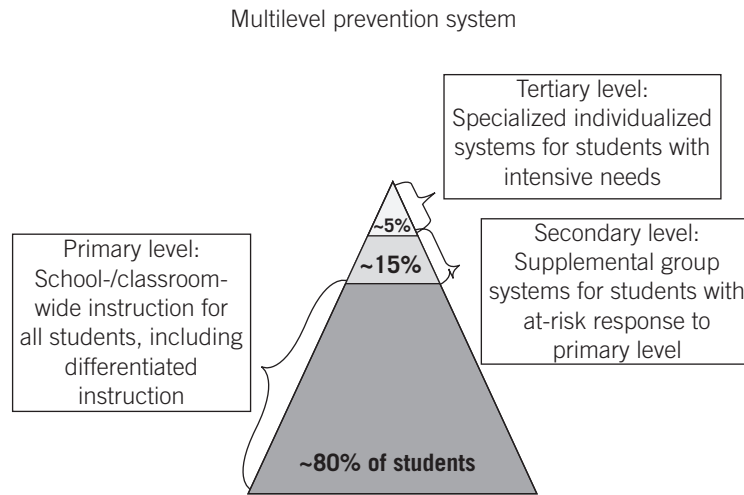 Multilevel prevention system
Tertiary level:
Specialized individualized
systems for students with
intensive needs
~5%
Primary level:
School-/classroom-
wide instruction for
all students, including
differentiated
instruction
~15%
Secondary level:
Supplemental group
systems for students with
at-risk response to
primary level
~80% of students